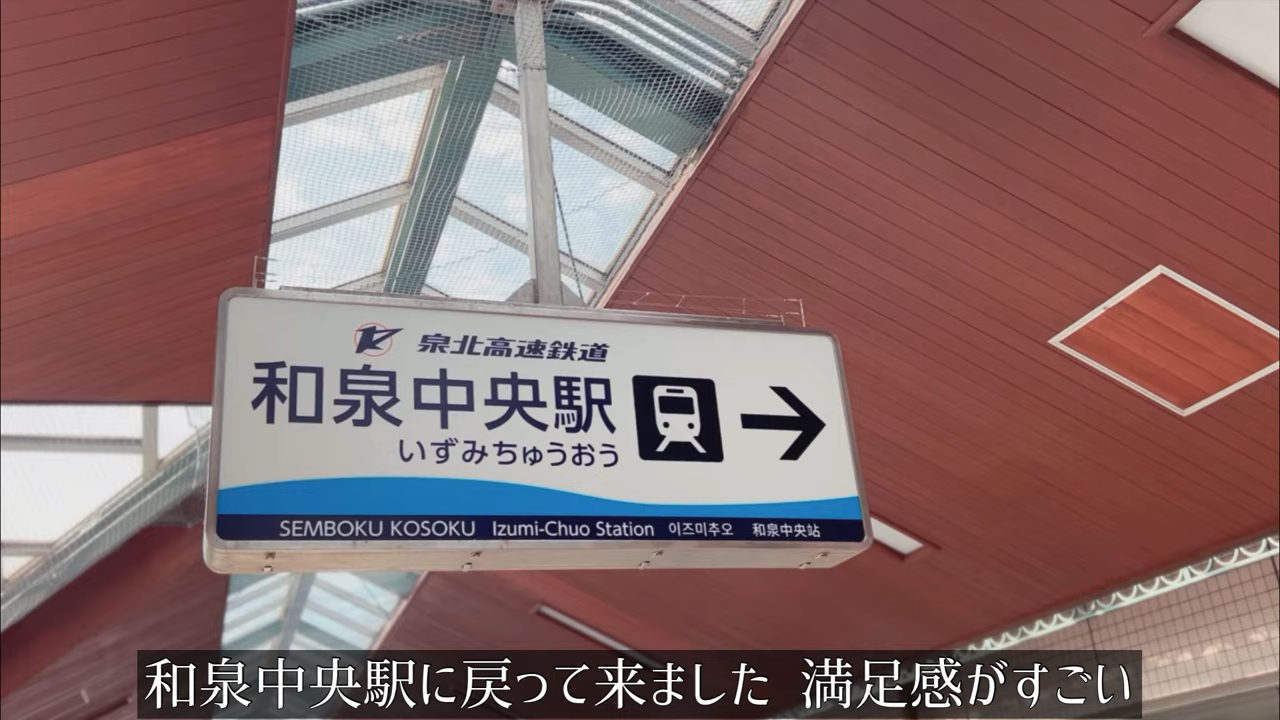 泉北高速鉄道
和泉中央駅
いずみちゅうおう
SEMBOKU KOSOKU Izumi-Chuo Station 이즈미추오 和泉中央站
和泉中央駅に戻って来ました 満足感がすごい